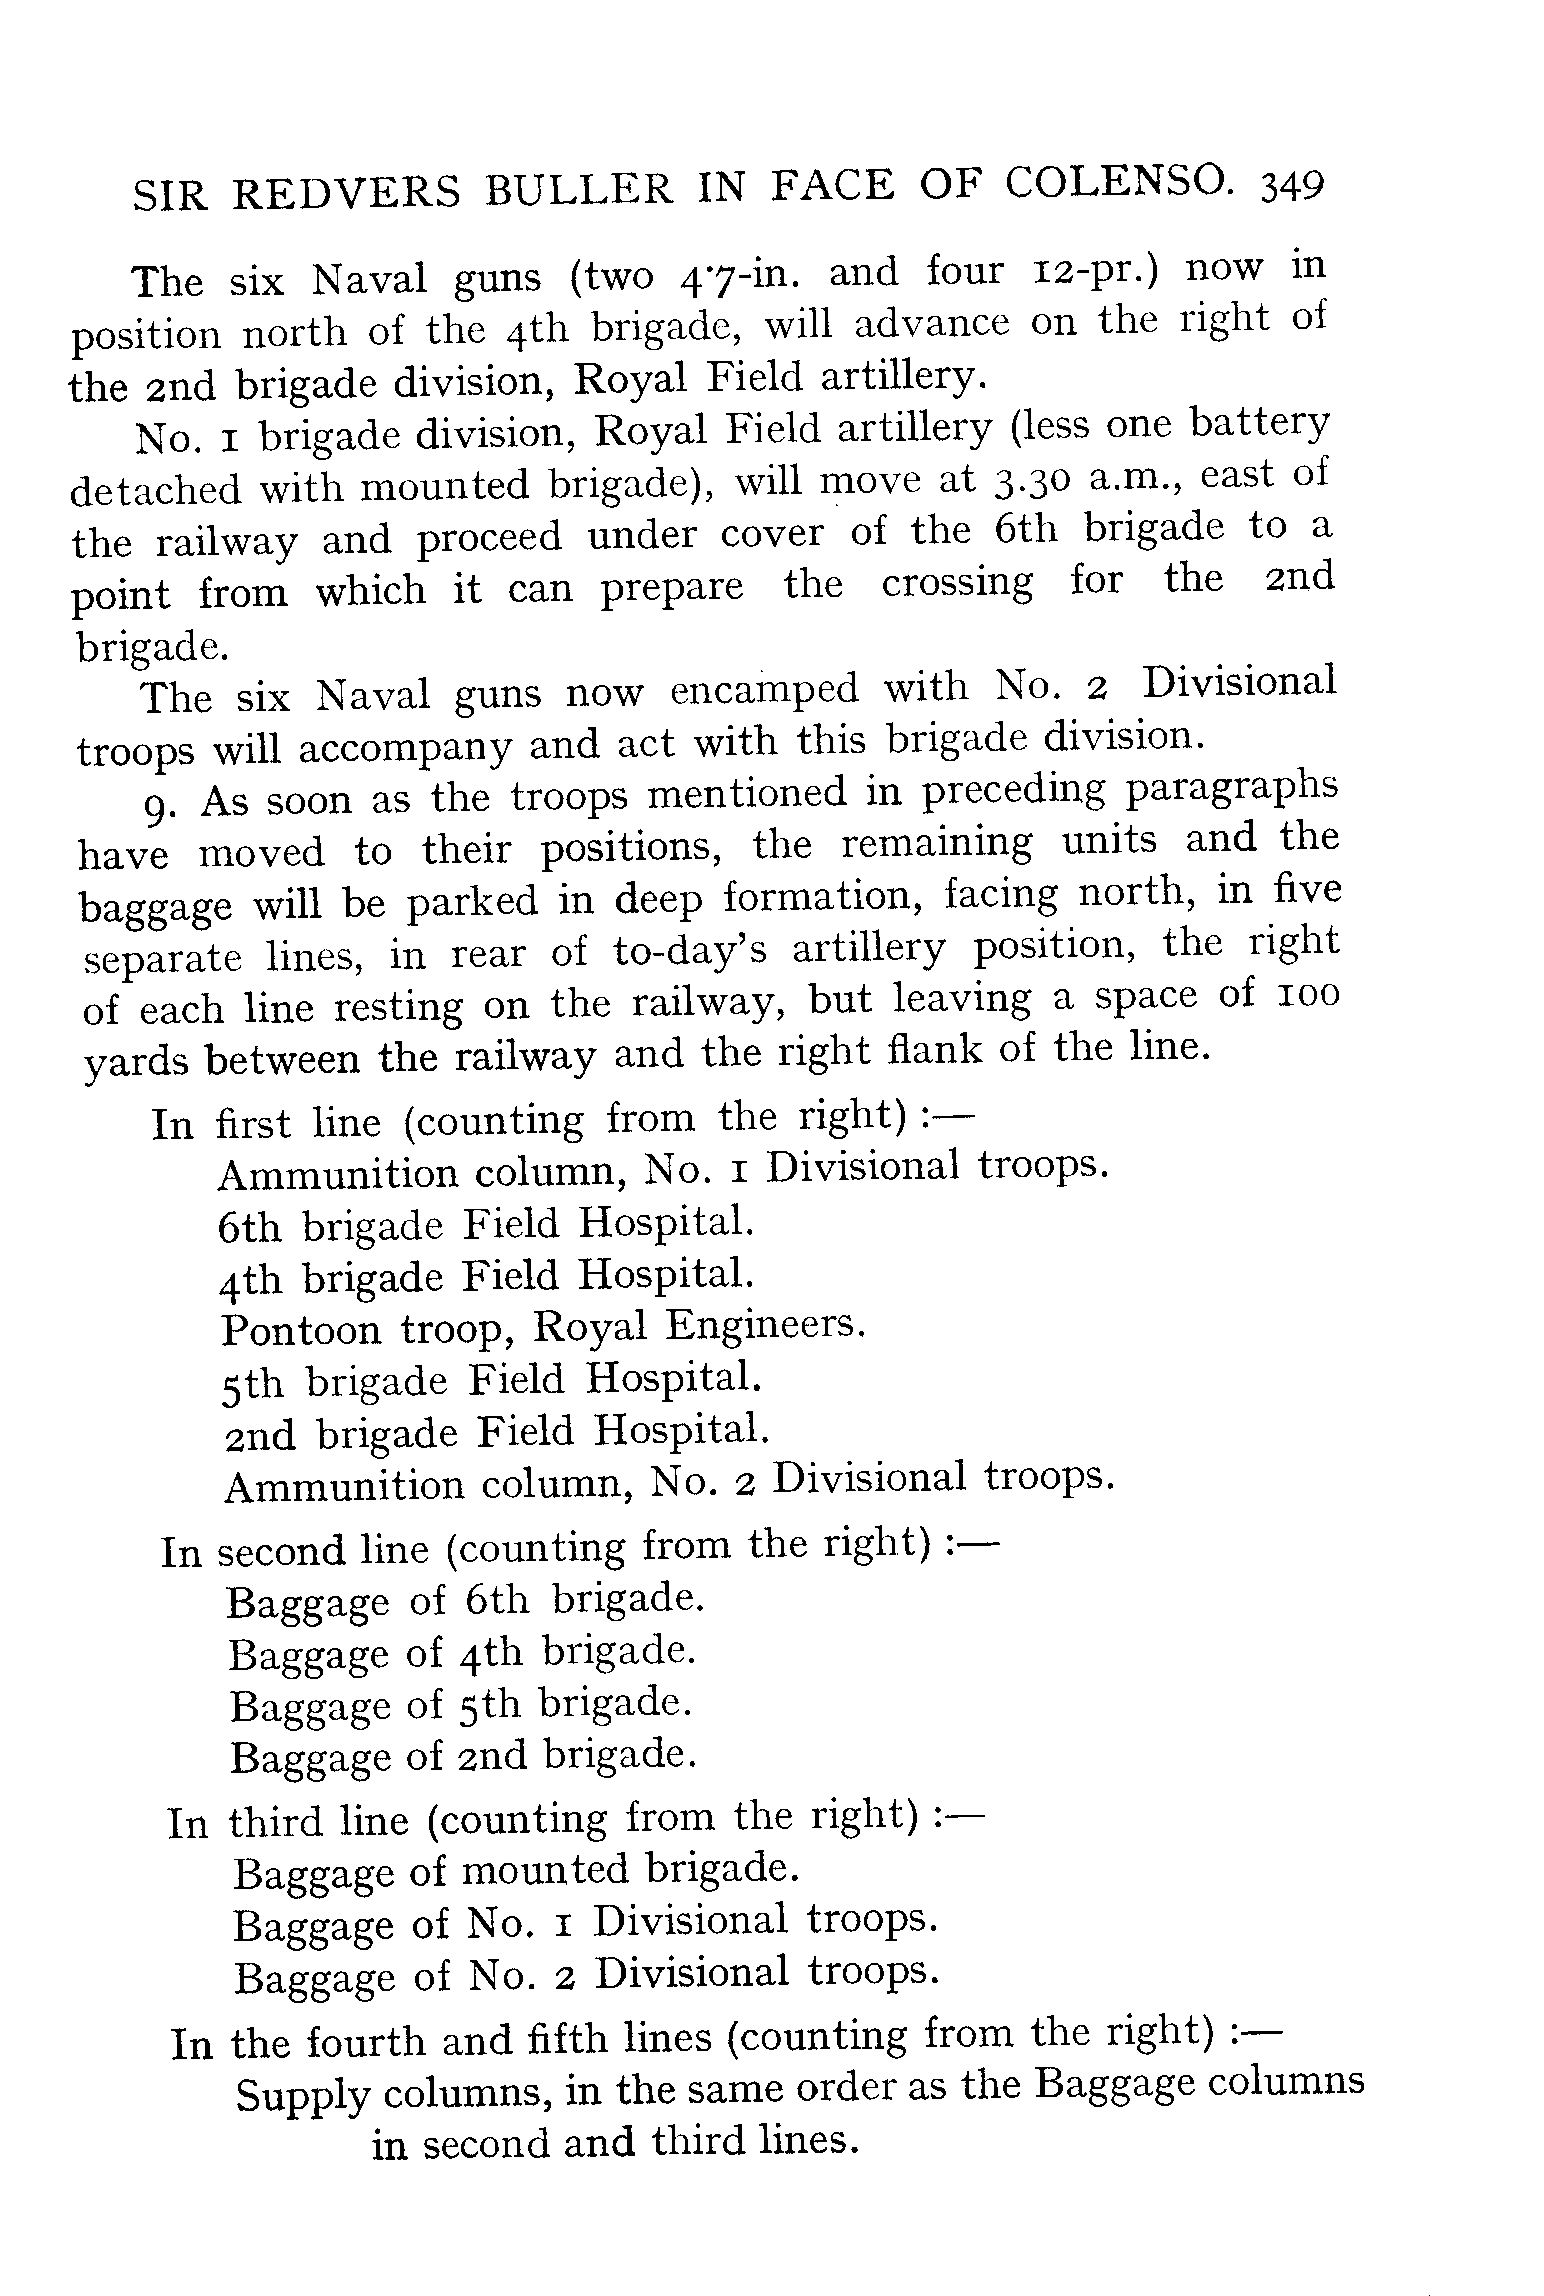 SIR REDVERS BULLER IN FACE OF COLENSO. 349
The six Naval guns (two 4·7-in. and four 12-pr.) now in
position north of the 4th brigade, will advance on the right of
the 2nd brigade division, Royal Field artillery.
No. 1 brigade division, Royal Field artillery (less one battery
detached with mounted brigade), will move at 3.30 a.m., east of
the railway and proceed under cover of the 6th brigade to a
point from which it can prepare the crossing for the 2nd
brigade.
The six Naval guns now encamped with No. 2 Divisional
troops will accompany and act with this brigade division.
9. As soon as the troops mentioned in preceding paragraphs
have moved to their positions, the remaining units and the
baggage will be parked in deep formation, facing north, in five
separate lines, in rear of to-day's artillery position, the right
of each line resting on the railway, but leaving a space of 100
yards between the railway and the right flank of the line.
In first line (counting from the right) :—
Ammunition column, No. 1 Divisional troops.
6th brigade Field Hospital.
4th brigade Field Hospital.
Pontoon troop, Royal Engineers.
5th brigade Field Hospital.
2nd brigade Field Hospital.
Ammunition column, No. 2 Divisional troops.
In second line (counting from the right) :—
Baggage of 6th brigade.
Baggage of 4th brigade.
Baggage of 5th brigade.
Baggage of 2nd brigade.
In third line (counting from the right) :—
Baggage of mounted brigade.
Baggage of No. 1 Divisional troops.
Baggage of No. 2 Divisional troops.
In the fourth and fifth lines (counting from the right) :—
Supply columns, in the same order as the Baggage columns
in second and third lines.